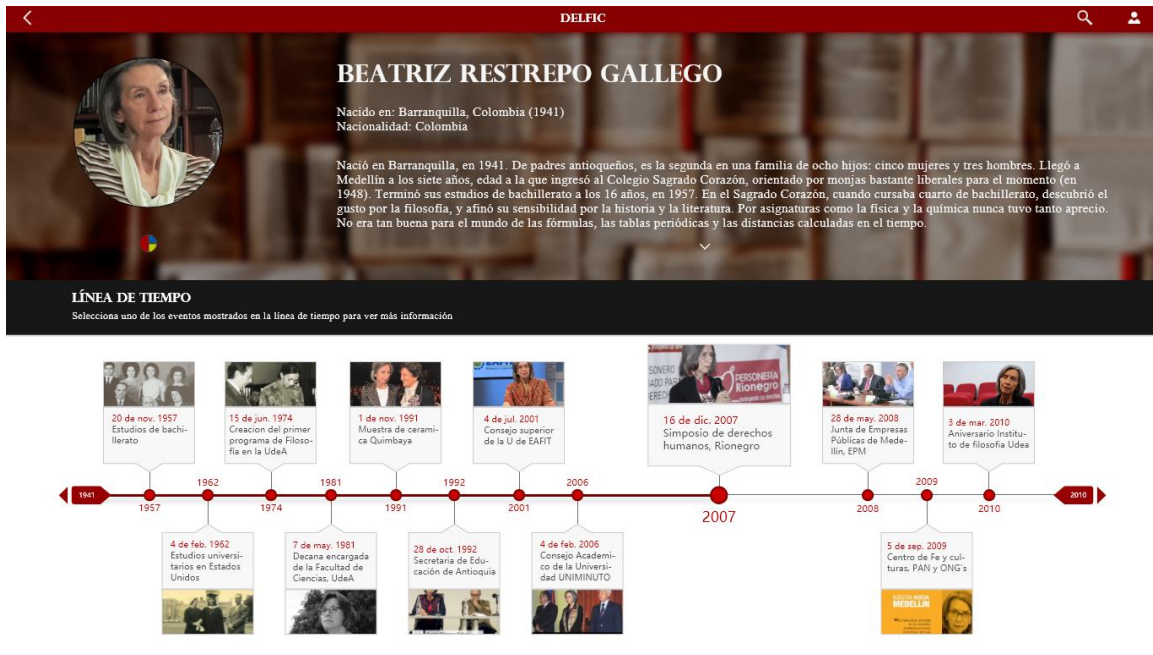 DELFIC
BEATRIZ RESTREPO GALLEGO
Nacido en: Barranquilla, Colombia (1941)
Nacionalidad: Colombia
Nació en Barranquilla, en 1941. De padres antioqueños, es la segunda en una familia de ocho hijos: cinco mujeres y tres hombres. Llegó a
Medellín a los siete años, edad a la que ingresó al Colegio Sagrado Corazón, orientado por monjas bastante liberales para el momento (en
1948). Terminó sus estudios de bachillerato a los 16 años, en 1957. En el Sagrado Corazón, cuando cursaba cuarto de bachillerato, descubrió el
gusto por la filosofía, y afinó su sensibilidad por la historia y la literatura. Por asignaturas como la física y la química nunca tuvo tanto aprecio.
No era tan buena para el mundo de las fórmulas, las tablas periódicas y las distancias calculadas en el tiempo.
LÍNEA DE TIEMPO
Selecciona uno de los eventos mostrados en la línea de tiempo para ver más información
20 de nov. 1957
Estudios de bachi-
llerato
15 de jun. 1974
Creacion del primer
programa de Filoso-
fía en la UdeA
1 de nov. 1991
Muestra de cerami-
ca Quimbaya
4 de jul. 2001
Consejo superior
de la U de EAFIT
PERSONERÍA
Rionegro
16 de dic. 2007
Simposio de derechos
humanos, Rionegro
28 de may. 2008
Junta de Empresas
Públicas de Mede-
llín, EPM
3 de mar. 2010
Aniversario Institu-
to de filosofia Udea
1941
1957
1962
1974
1981
1991
1992
2001
2006
2007
2008
2009
2010
2010
4 de feb. 1962
Estudios universi-
tarios en Estados
Unidos
7 de may. 1981
Decana encargada
de la Facultad de
Ciencias, UdeA
28 de oct. 1992
Secretaria de Edu-
cación de Antioquia
4 de feb. 2006
Consejo Academi-
co de la Universi-
dad UNIMINUTO
5 de sep. 2009
Centro de Fe y cul-
turas, PAN y ONG's
MEDELLÍN